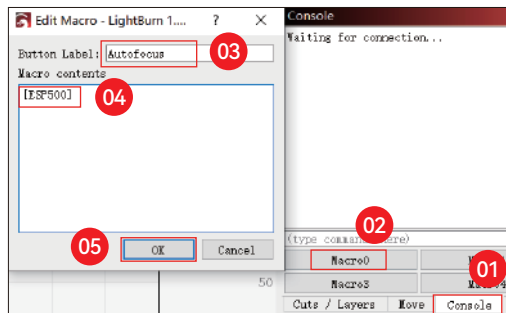 Edit Macro - LightBurn 1....
?
Button Label: Autofocus
03
Macro contents
[ESP500]
04
05
OK
Cancel
Console
Waiting for connection...
02
(type command here)
Macro0
01
50
Macro3
Cuts / Layers
Move
Console